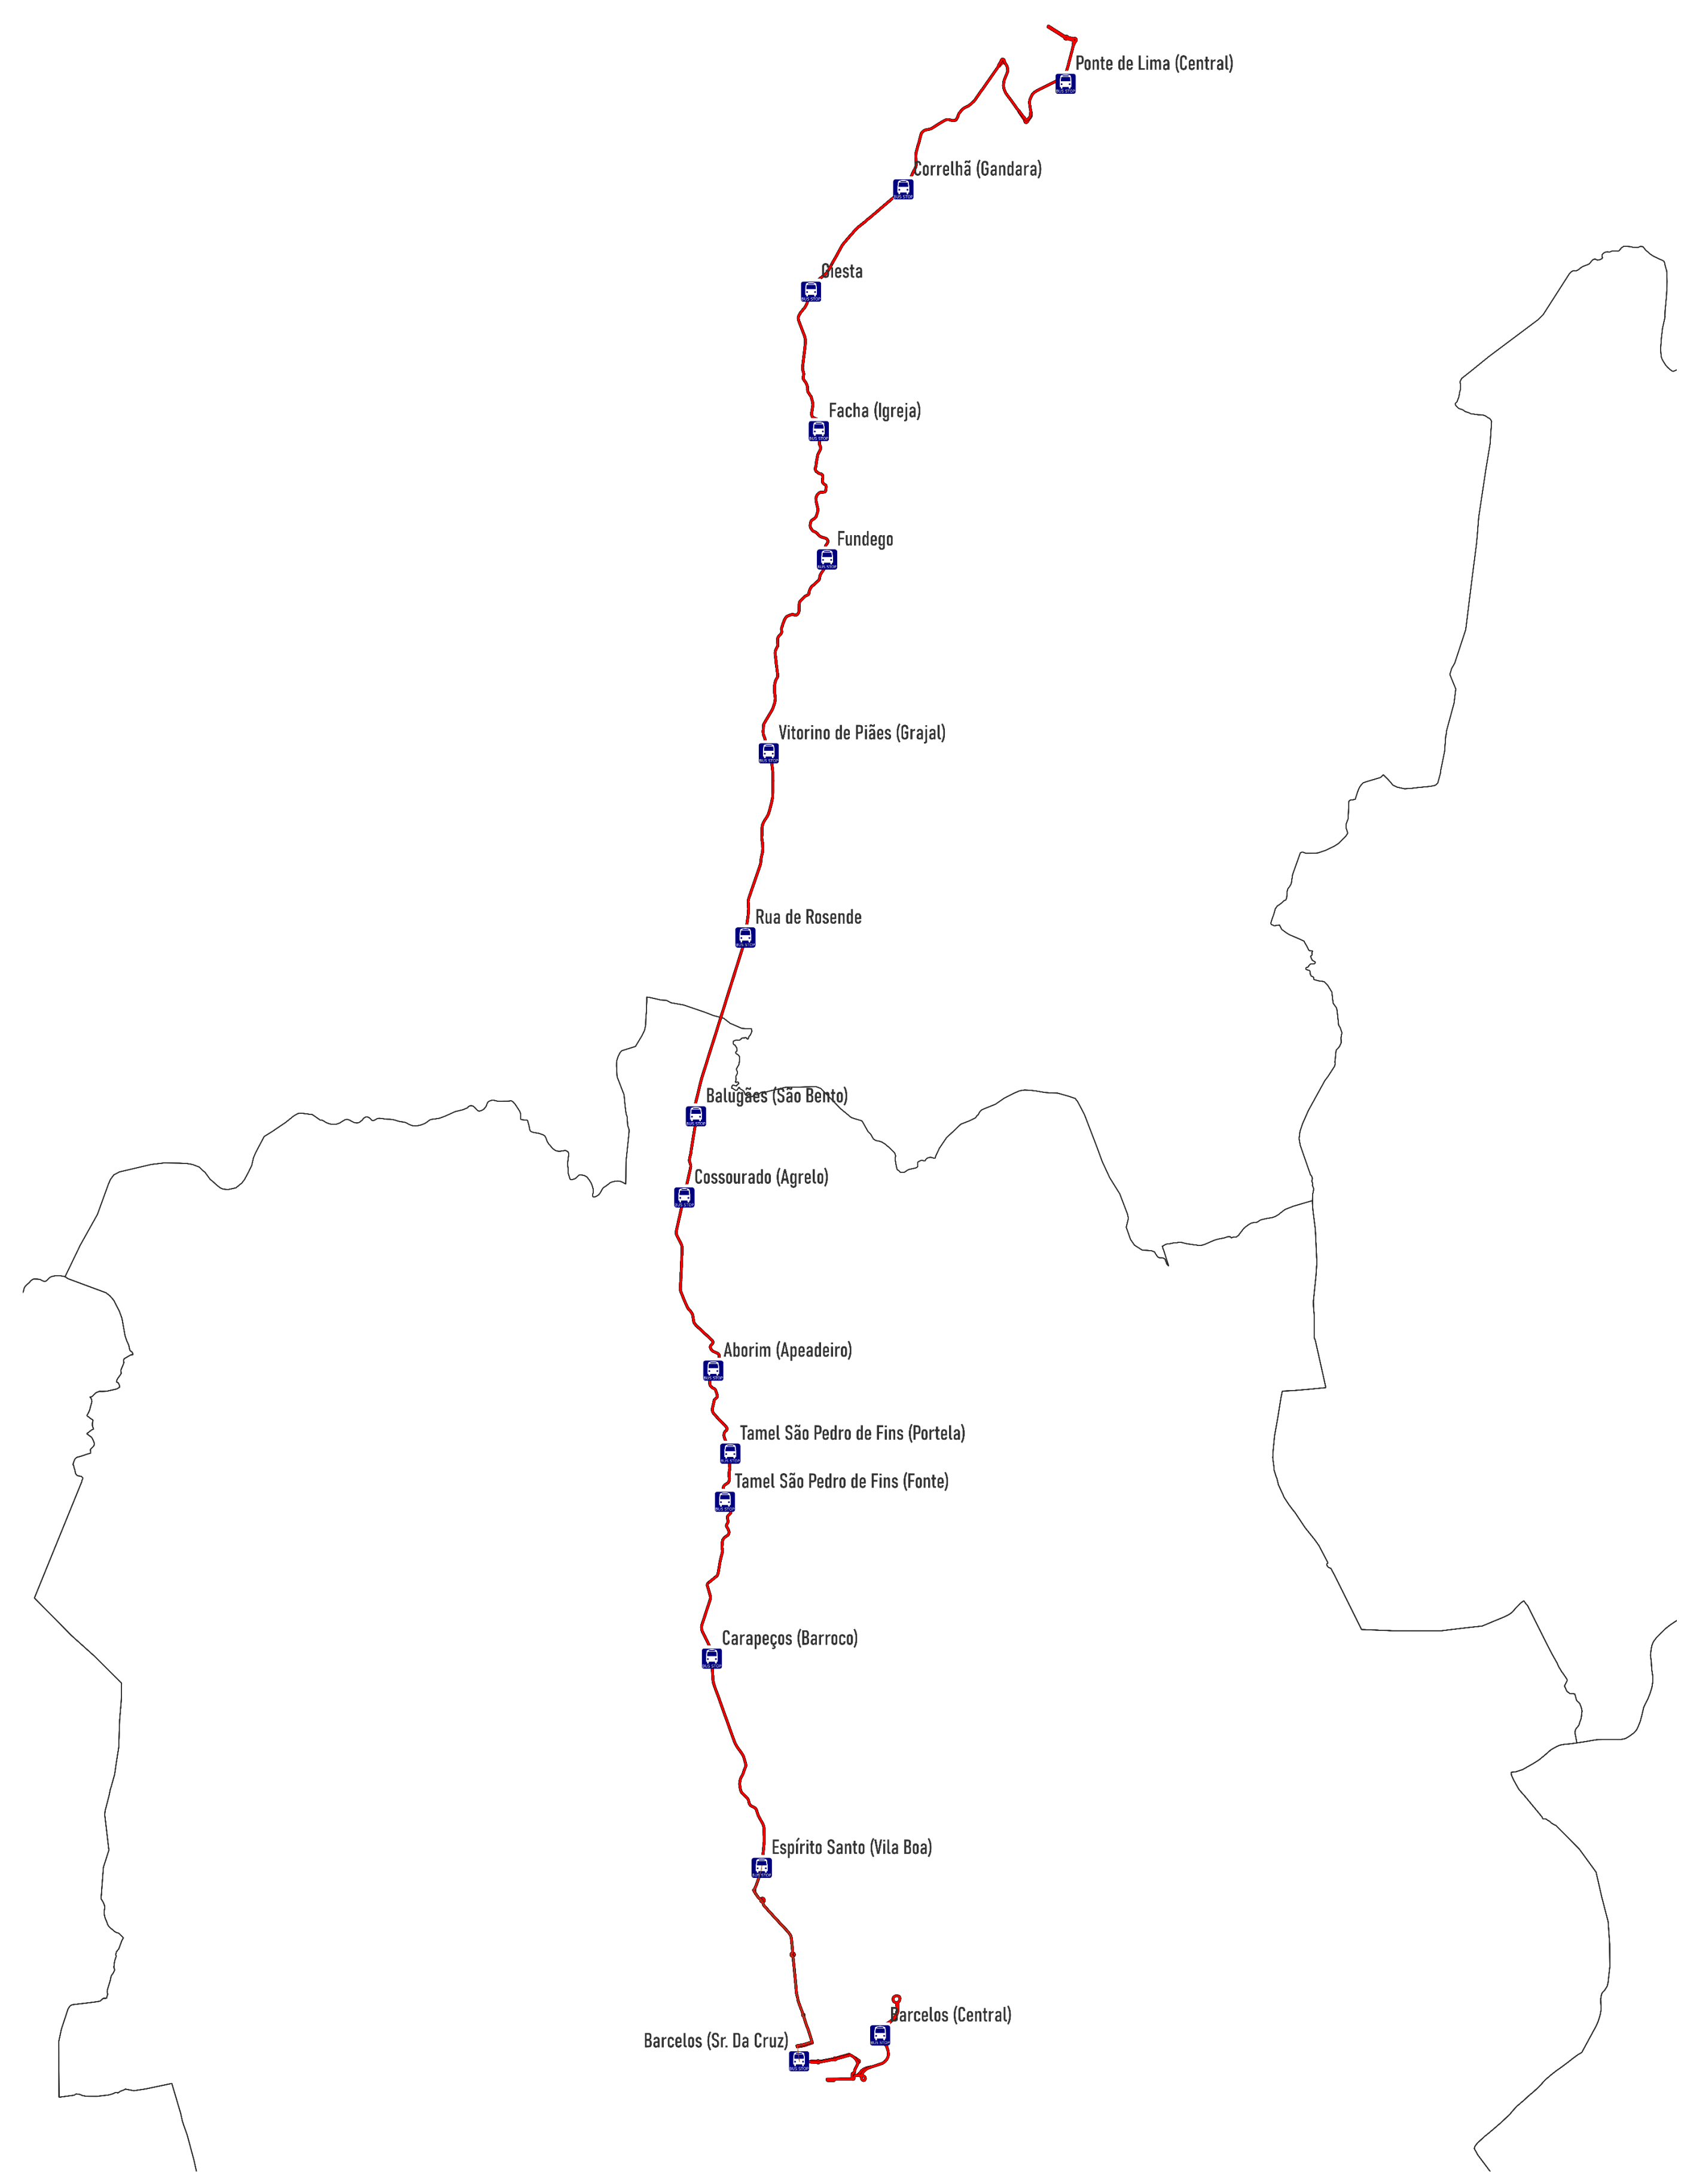 Ponte de Lima (Central)
Correlhã (Gandara)
Giesta
Facha (Igreja)
Fundego
Vitorino de Piães (Grajal)
Rua de Rosende
Balugães (São Bento)
Cossourado (Agrelo)
Aborim (Apeadeiro)
Tamel São Pedro de Fins (Portela)
Tamel São Pedro de Fins (Fonte)
Carapeços (Barroco)
Espírito Santo (Vila Boa)
Barcelos (Central)
Barcelos (Sr. Da Cruz)